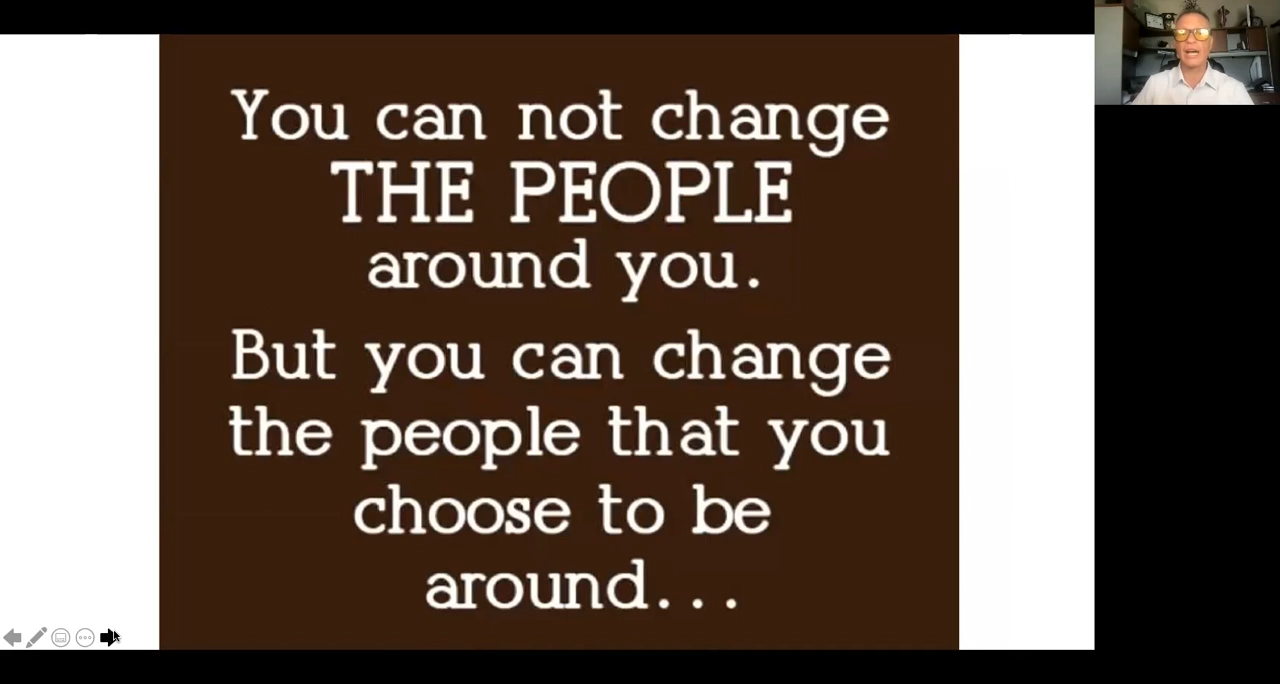 You can not change
THE PEOPLE
around you.
But you can change
the people that you
choose to be
around...